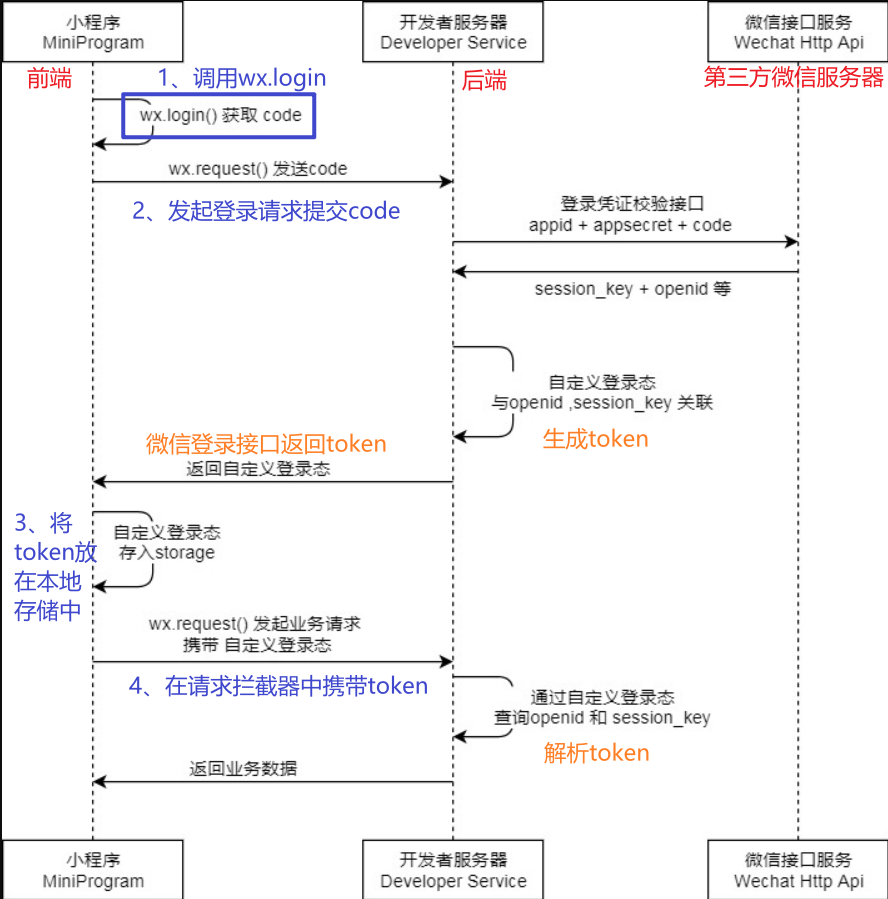 小程序
MiniProgram
开发者服务器
Developer Service
微信接口服务
Wechat Http Api
前端
1、调用wx.login
后端
第三方微信服务器
wx.login() 获取 code
wx.request() 发送code
2、发起登录请求提交code
登录凭证校验接口
appid + appsecret + code
session_key + openid 等
自定义登录态
与openid ,session_key 关联
微信登录接口返回token
生成token
返回自定义登录态
3、将
token放
在本地
存储中
自定义登录态
存入storage
wx.request() 发起业务请求
携带 自定义登录态
4、在请求拦截器中携带token
通过自定义登录态
查询openid 和 session_key
解析token
返回业务数据
小程序
MiniProgram
开发者服务器
Developer Service
微信接口服务
Wechat Http Api